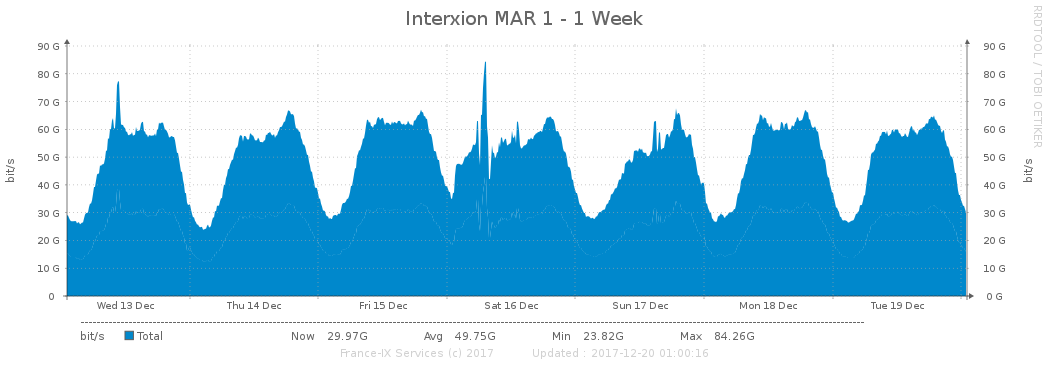 Interxion MAR 1 - 1 Week
RRDTOOL / TOBI OETIKER
bit/s
90 G
80 G
70 G
60 G
50 G
40 G
30 G
20 G
10 G
0
90 G
80 G
70 G
60 G
50 G
40 G
30 G
20 G
10 G
0 G
bit/s
Wed 13 Dec Thu 14 Dec Fri 15 Dec Sat 16 Dec Sun 17 Dec Mon 18 Dec Tue 19 Dec
bit/s Total Now 29.97G Avg 49.75G Min 23.82G Max 84.26G
France-IX Services (c) 2017 Updated : 2017-12-20 01:00:16